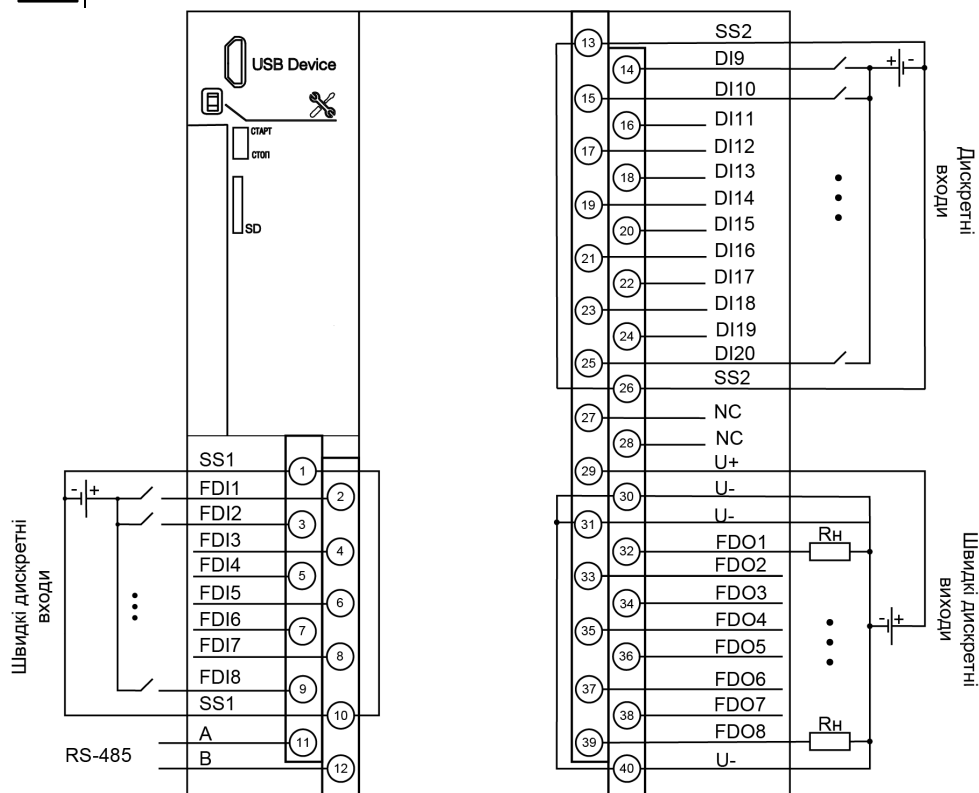 USB Device
СТАРТ
СТОП
SD
13 SS2
14 DI9
15 DI10
16 DI11
17 DI12
18 DI13
19 DI14
20 DI15
21 DI16
22 DI17
23 DI18
24 DI19
25 DI20
26 SS2
27 NC
28 NC
29 U+
30 U-
31 U-
32 FDO1 Rн
33 FDO2
34 FDO3
35 FDO4
36 FDO5
37 FDO6
38 FDO7
39 FDO8 Rн
40 U-
+ -
Дискретні
входи
- +
Швидкі дискретні
виходи
SS1 1
FDI1 2
FDI2 3
FDI3 4
FDI4 5
FDI5 6
FDI6 7
FDI7 8
FDI8 9
SS1 10
A 11
B 12
- +
Швидкі дискретні
входи
RS-485